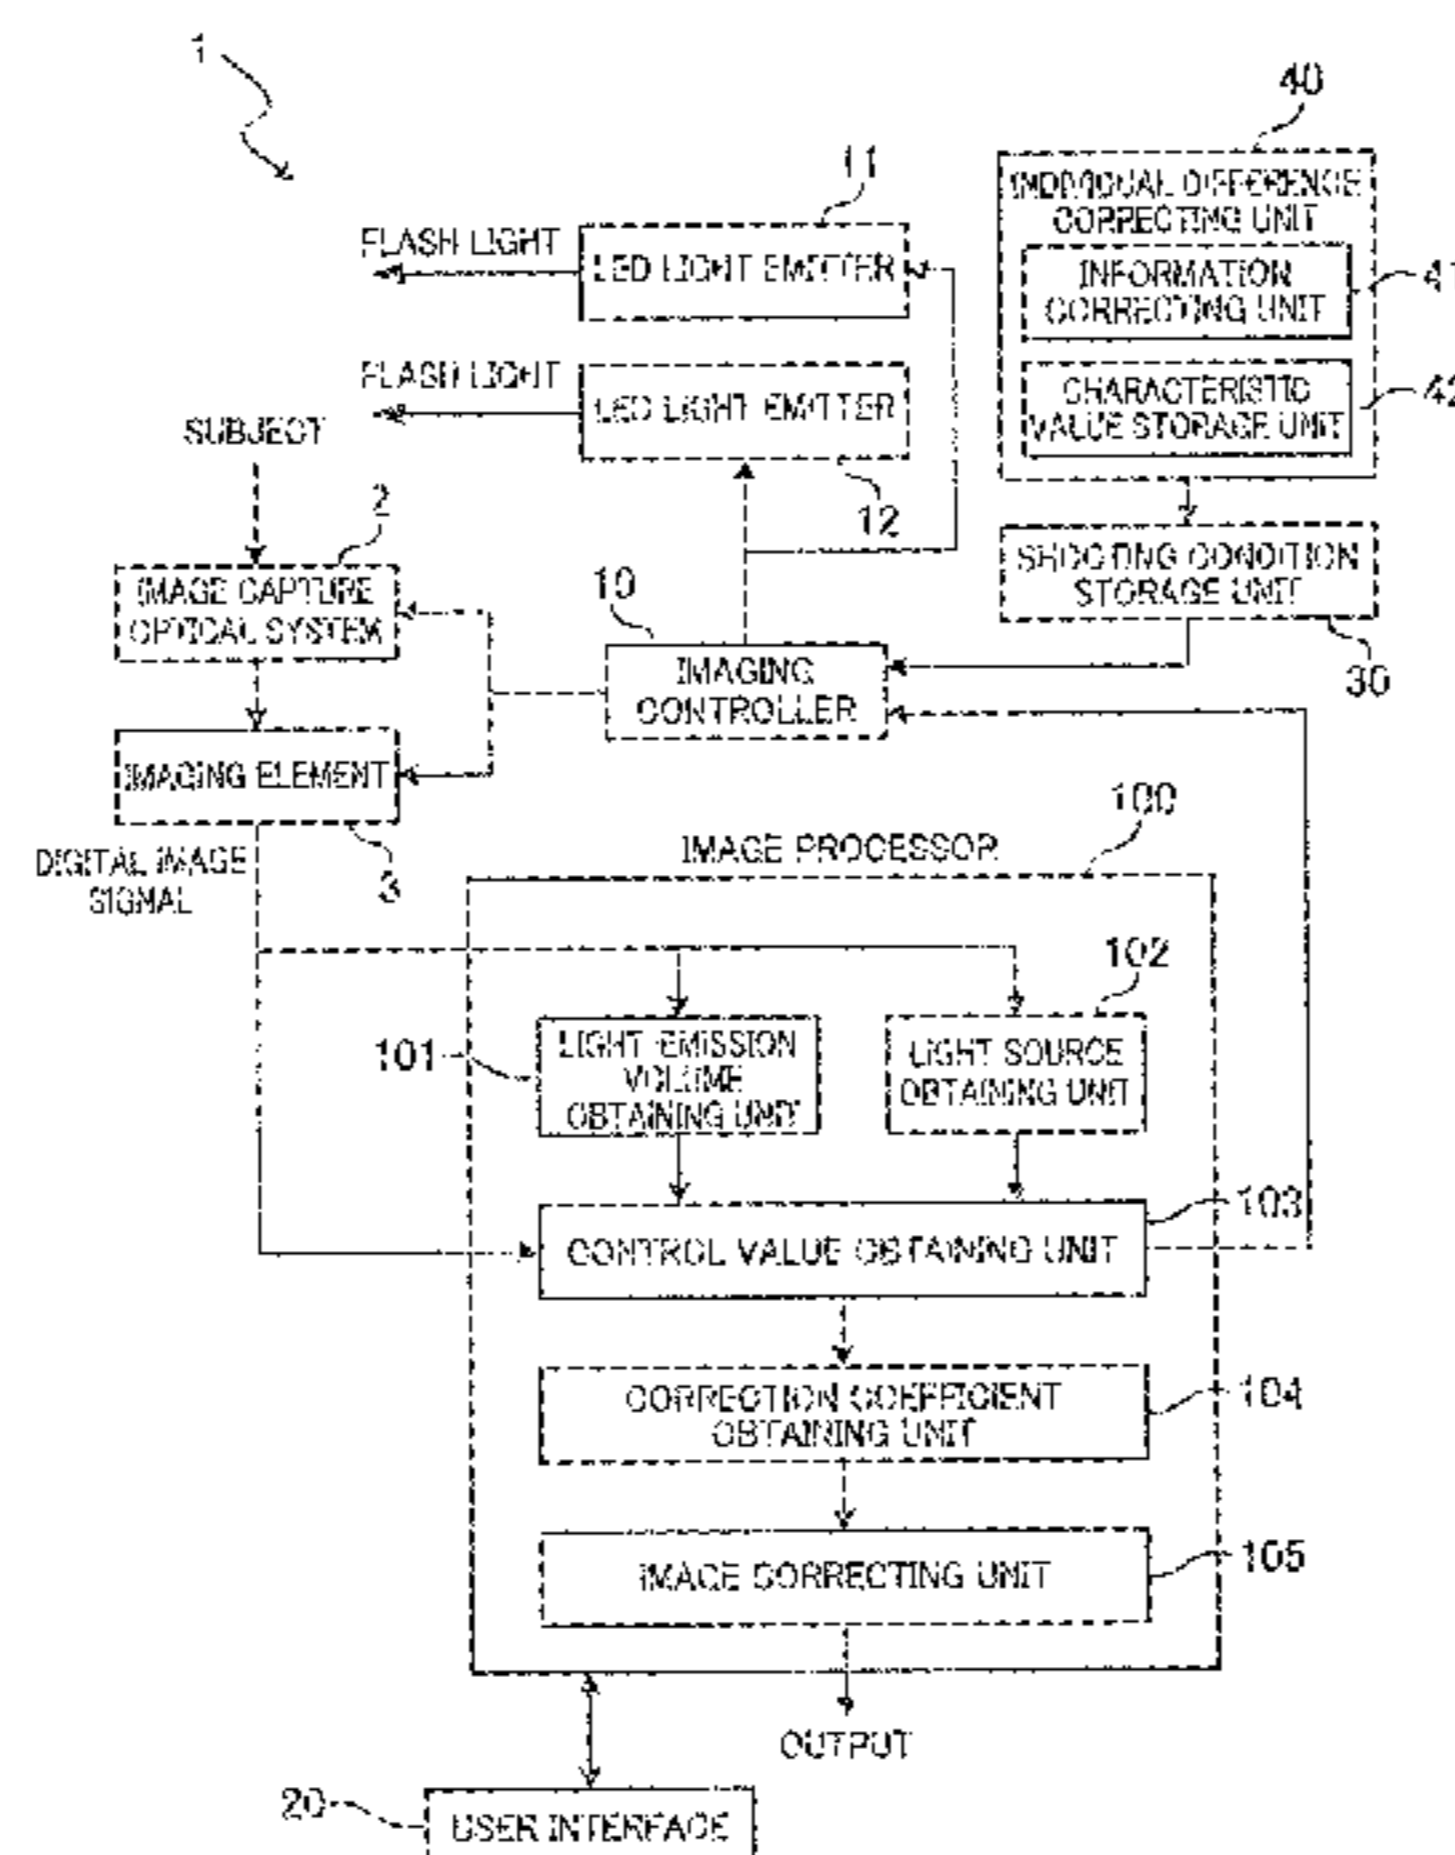 1
40
11
INDIVIDUAL DIFFERENCE
CORRECTING UNIT
FLASH LIGHT
LED LIGHT EMITTER
INFORMATION
CORRECTING UNIT
41
FLASH LIGHT
LED LIGHT EMITTER
CHARACTERISTIC
VALUE STORAGE UNIT
42
SUBJECT
2
12
IMAGE CAPTURE
OPTICAL SYSTEM
10
SHOOTING CONDITION
STORAGE UNIT
IMAGING
CONTROLLER
30
IMAGING ELEMENT
3
DIGITAL IMAGE
SIGNAL
100
IMAGE PROCESSOR
102
101
LIGHT EMISSION
VOLUME
OBTAINING UNIT
LIGHT SOURCE
OBTAINING UNIT
103
CONTROL VALUE OBTAINING UNIT
CORRECTION COEFFICIENT
OBTAINING UNIT
104
IMAGE CORRECTING UNIT
105
OUTPUT
20
USER INTERFACE